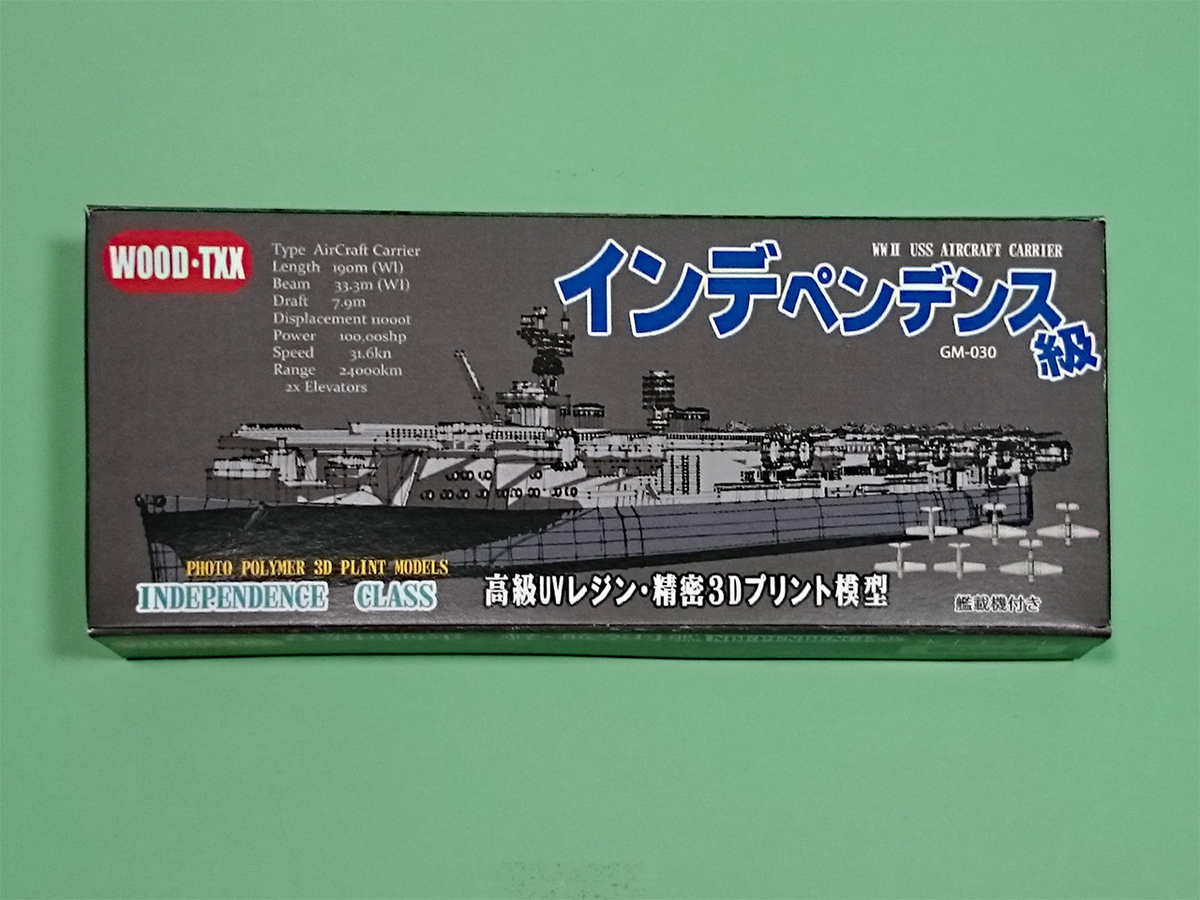 WOOD・TXX
Type AirCraft Carrier
Length 190m (Wl)
Beam 33.3m (Wl)
Draft 7.9m
Displacement 11000t
Power 100,00shp
Speed 31.6kn
Range 24000km
2x Elevators
WWⅡ USS AIRCRAFT CARRIER
インデペンデンス級
GM-030
PHOTO POLYMER 3D PLINT MODELS
INDEPENDENCE CLASS
高級UVレジン・精密3Dプリント模型
艦載機付き